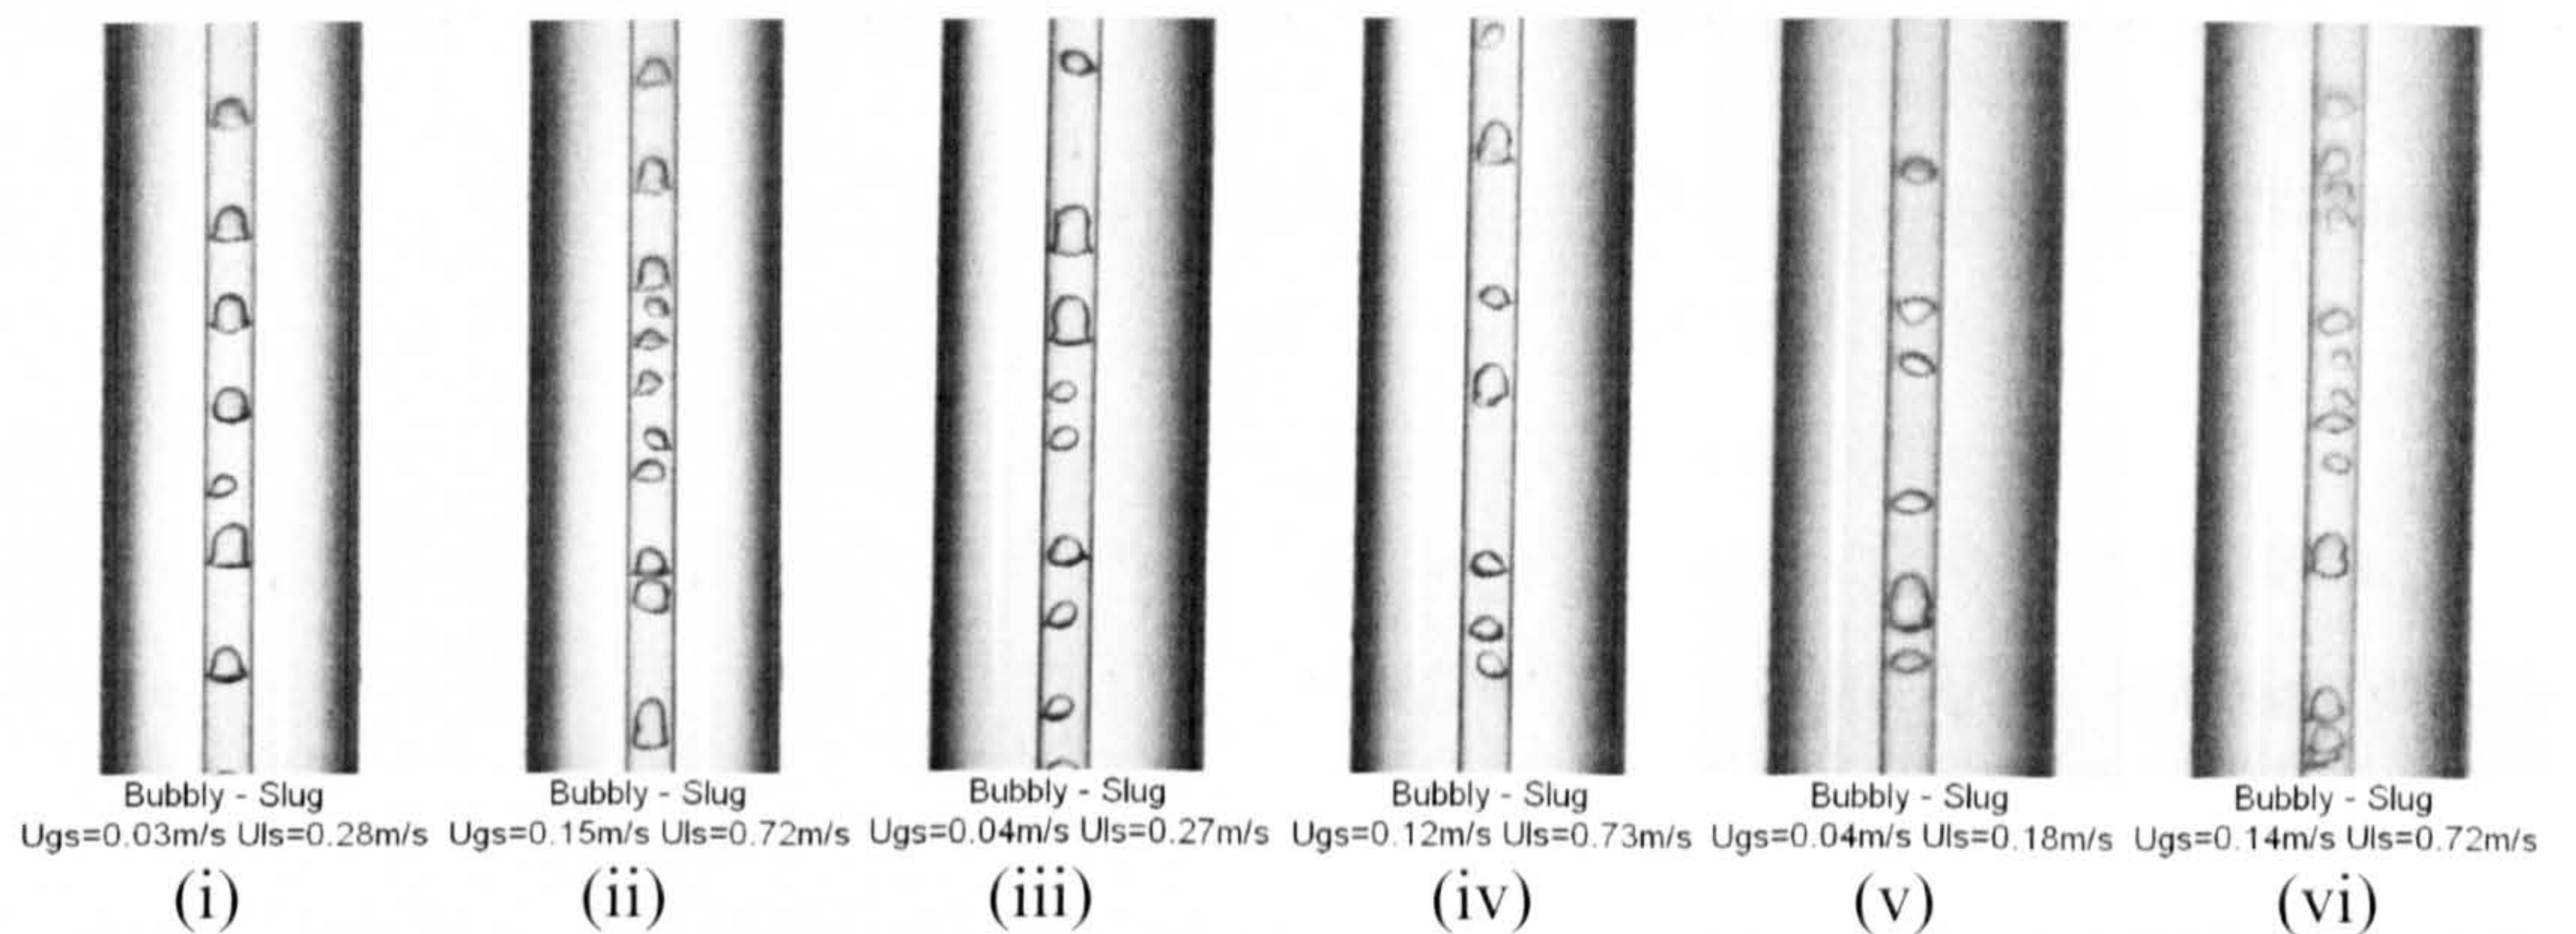 Bubbly - Slug
Ugs=0.03m/s Uls=0.28m/s
(i)
Bubbly - Slug
Ugs=0.15m/s Uls=0.72m/s
(ii)
Bubbly - Slug
Ugs=0.04m/s Uls=0.27m/s
(iii)
Bubbly - Slug
Ugs=0.12m/s Uls=0.73m/s
(iv)
Bubbly - Slug
Ugs=0.04m/s Uls=0.18m/s
(v)
Bubbly - Slug
Ugs=0.14m/s Uls=0.72m/s
(vi)